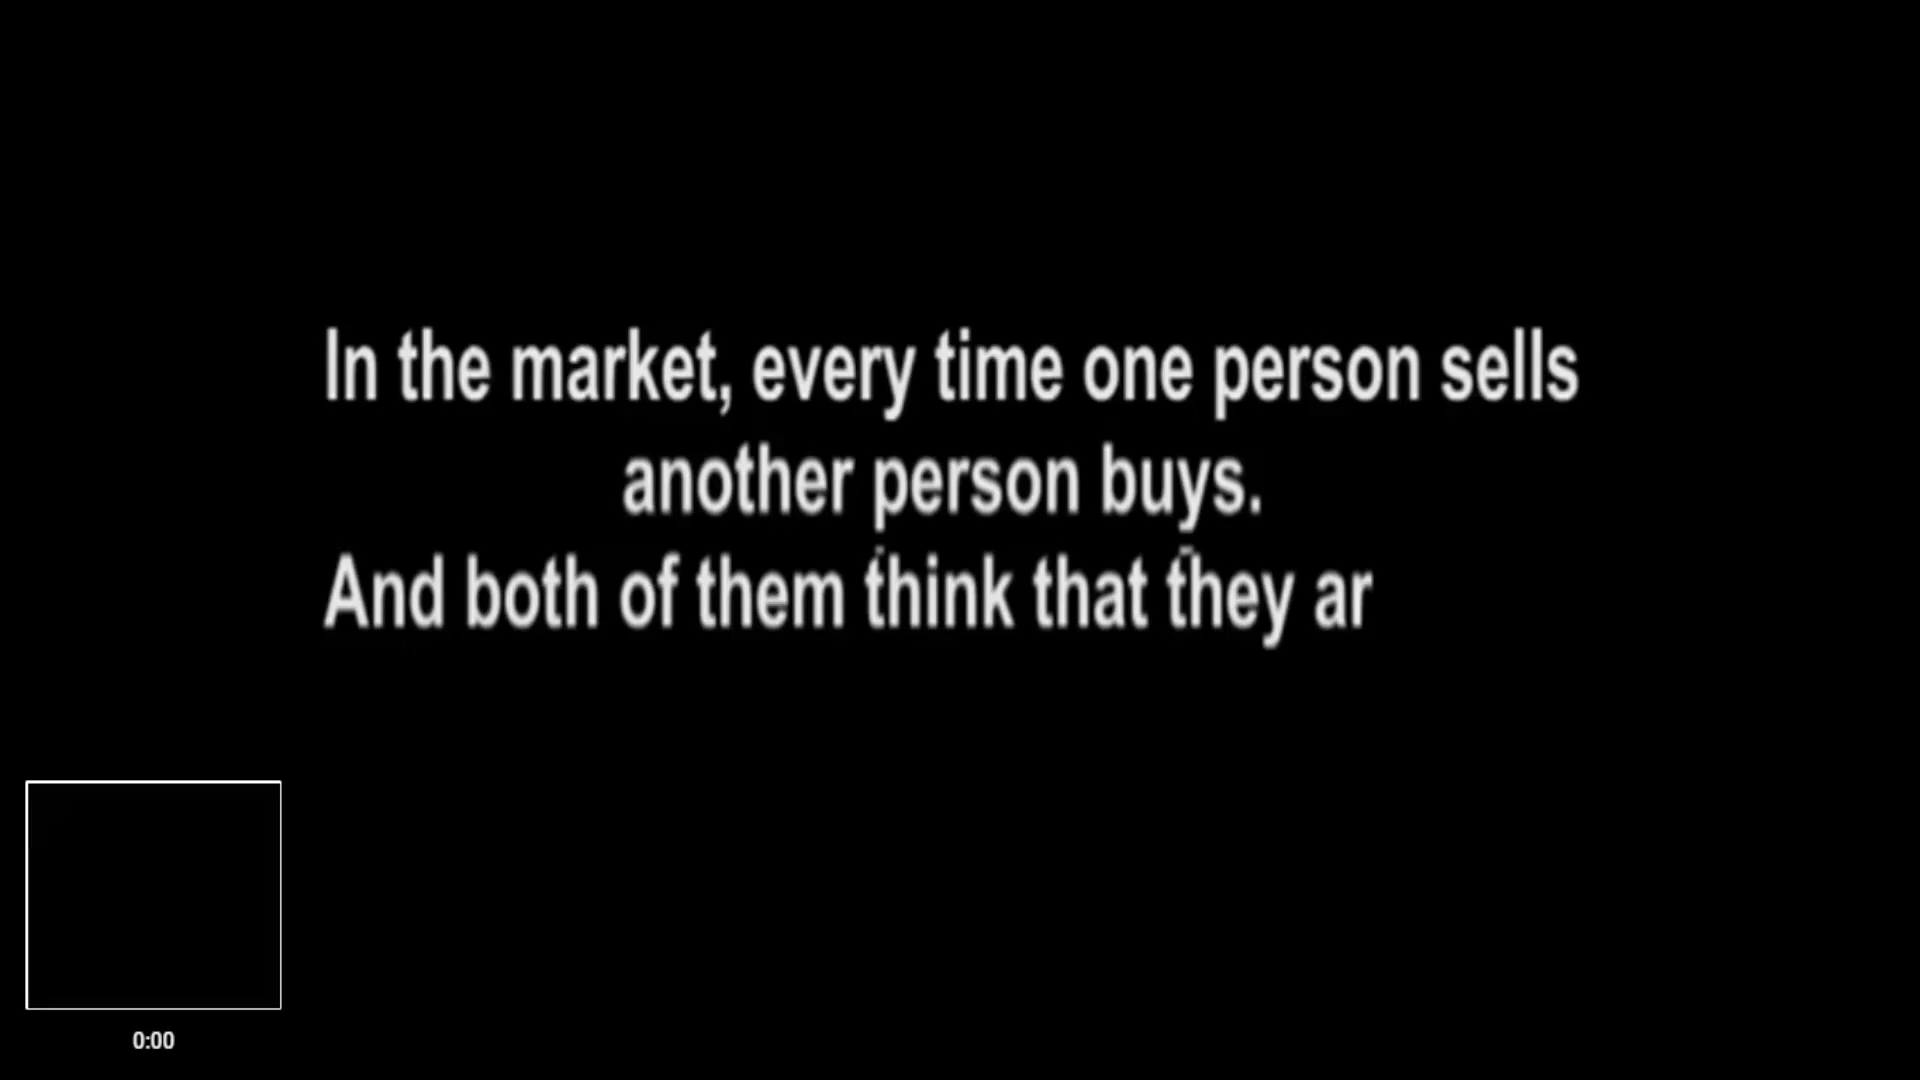 In the market, every time one person sells
another person buys.
And both of them think that they ar
0:00